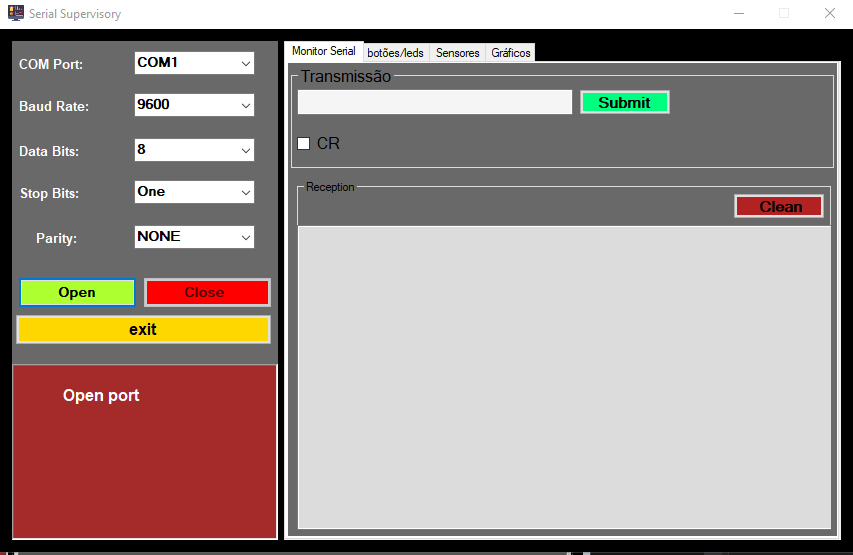 Serial Supervisory
COM Port: COM1
Baud Rate: 9600
Data Bits: 8
Stop Bits: One
Parity: NONE
Open Close
exit
Open port
Monitor Serial botões/leds Sensores Gráficos
Transmissão
Submit
CR
Reception
Clean